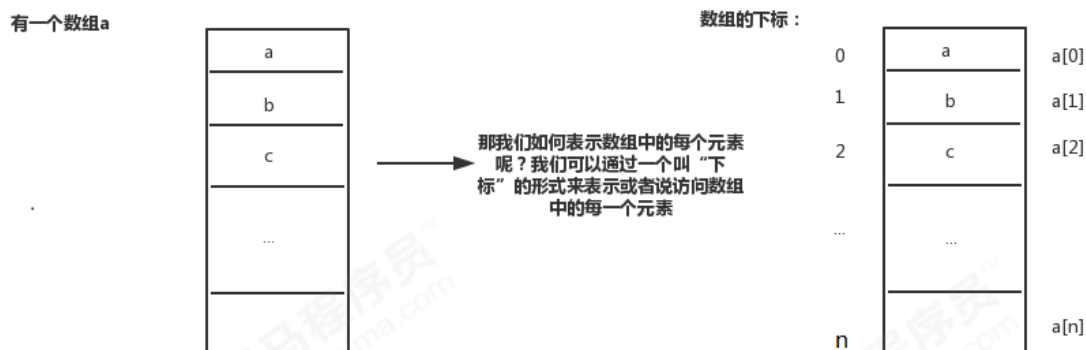 有一个数组a
a
b
c
...
那我们如何表示数组中的每个元素
呢？我们可以通过一个叫“下
标”的形式来表示或者说访问数组
中的每一个元素
数组的下标：
0 a a[0]
1 b a[1]
2 c a[2]
... ...
n a[n]